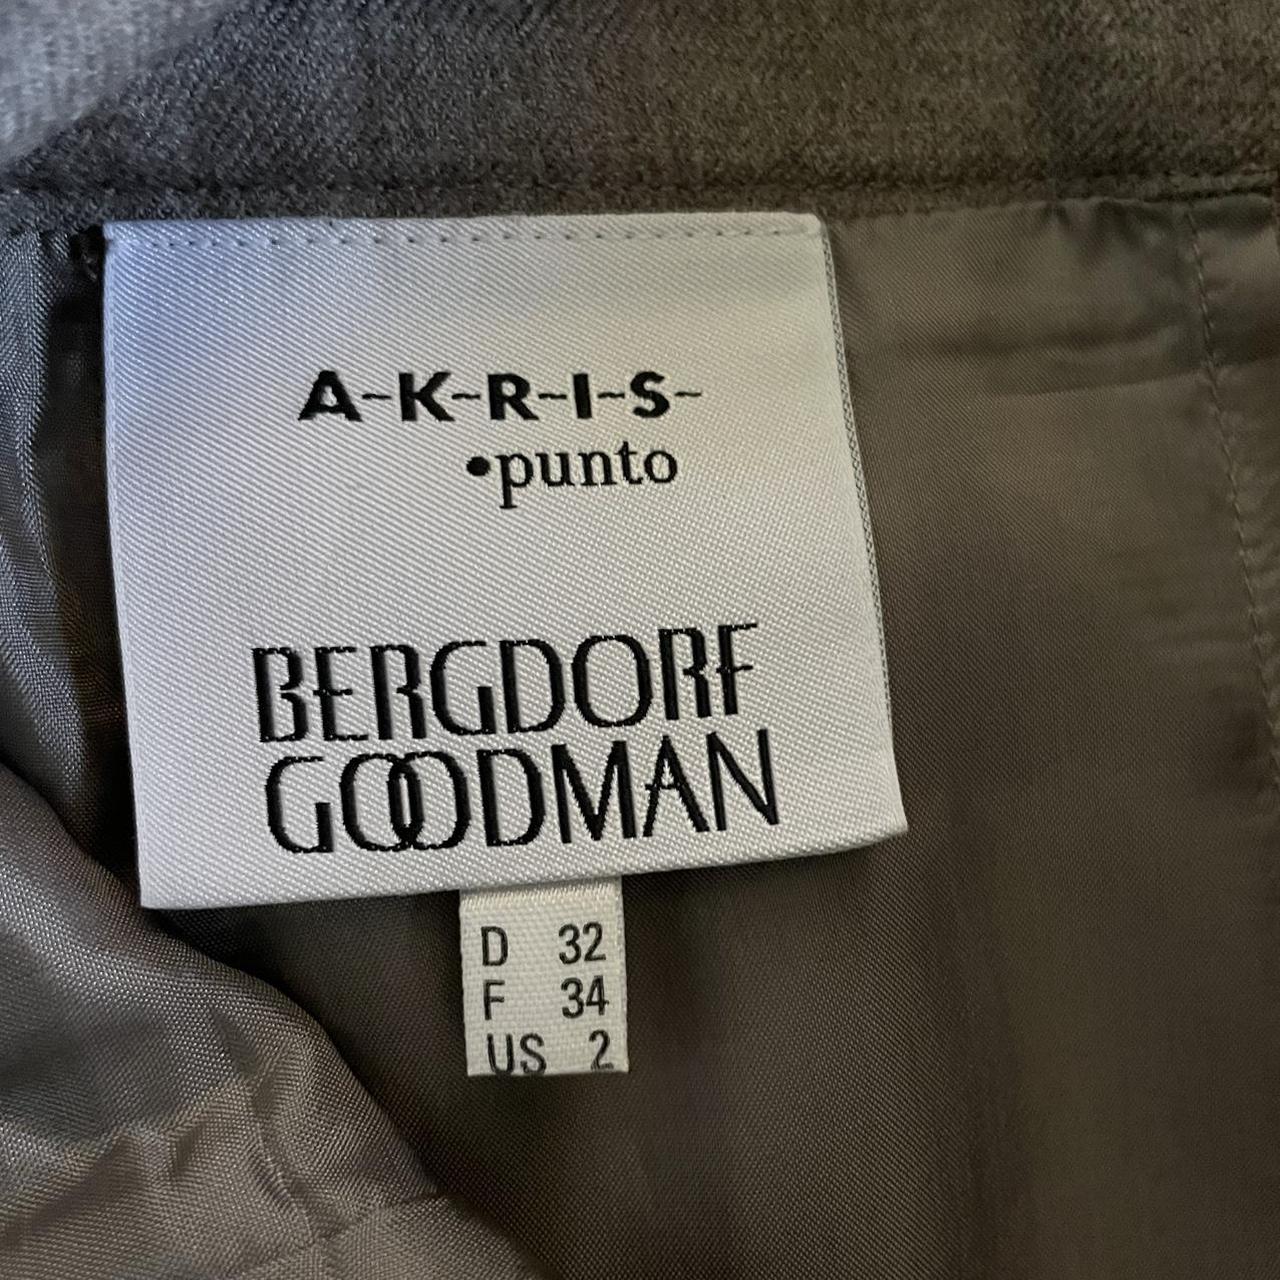 A-K-R-I-S-
•punto
BERGDORF
GOODMAN
D 32
F 34
US 2